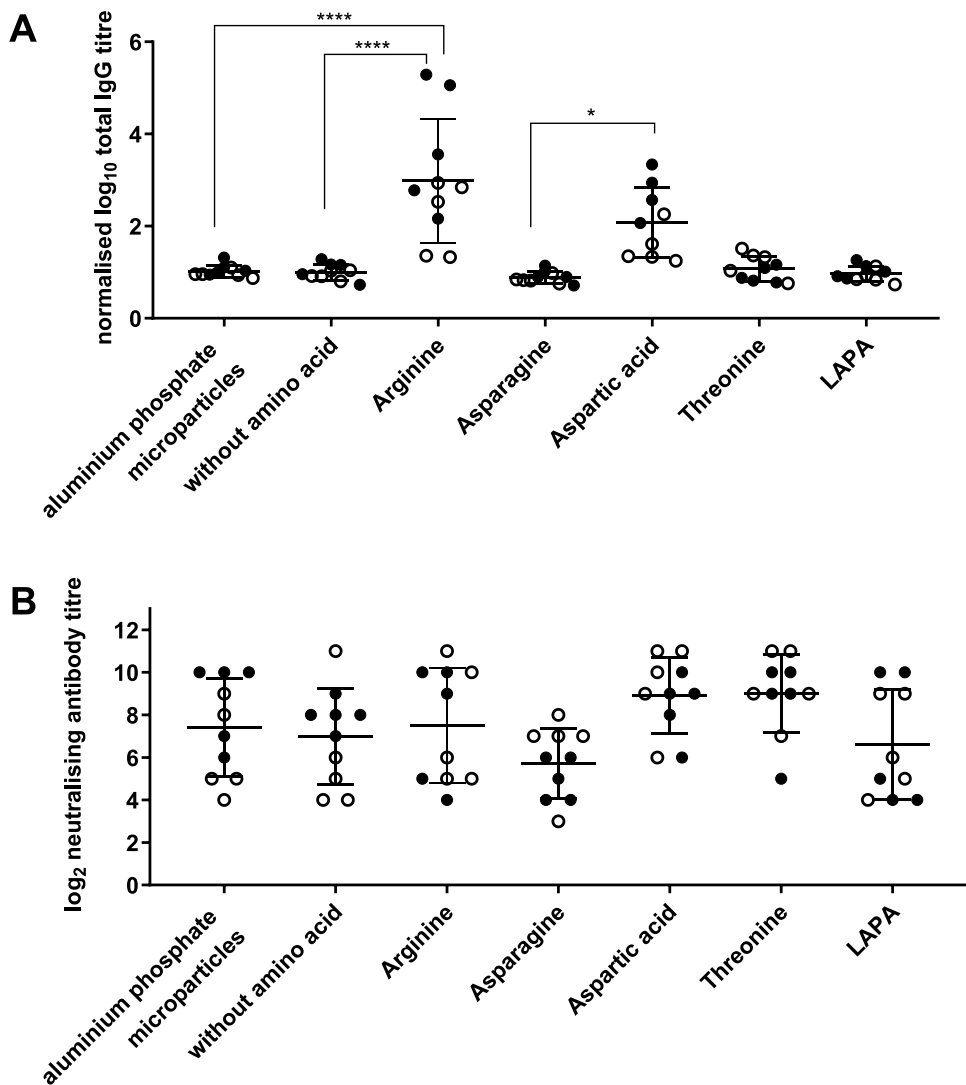 A
normalised log10 total IgG titre
6
4
2
0
****
****
*
aluminium phosphate
microparticles
without amino acid
Arginine
Asparagine
Aspartic acid
Threonine
LAPA
B
log2 neutralising antibody titre
12
10
8
6
4
2
0
aluminium phosphate
microparticles
without amino acid
Arginine
Asparagine
Aspartic acid
Threonine
LAPA